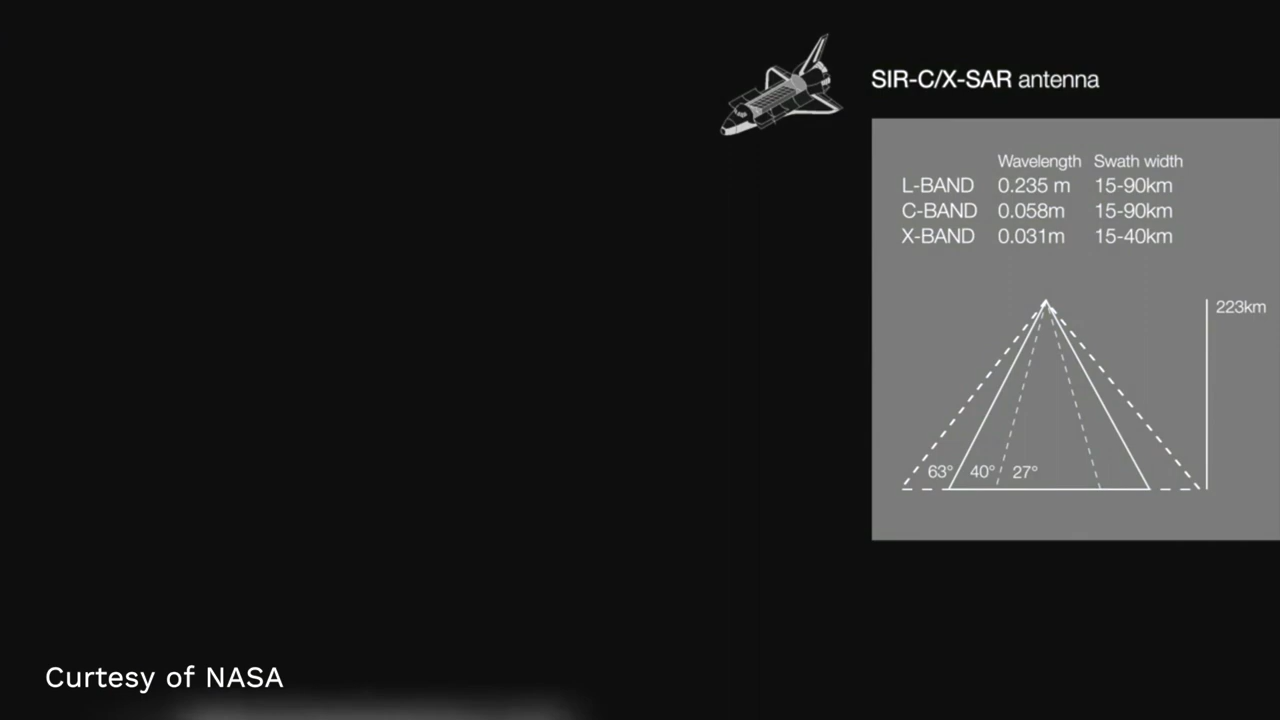 SIR-C/X-SAR antenna
Wavelength Swath width
L-BAND 0.235 m 15-90km
C-BAND 0.058m 15-90km
X-BAND 0.031m 15-40km
223km
63° 40° 27°
Curtesy of NASA